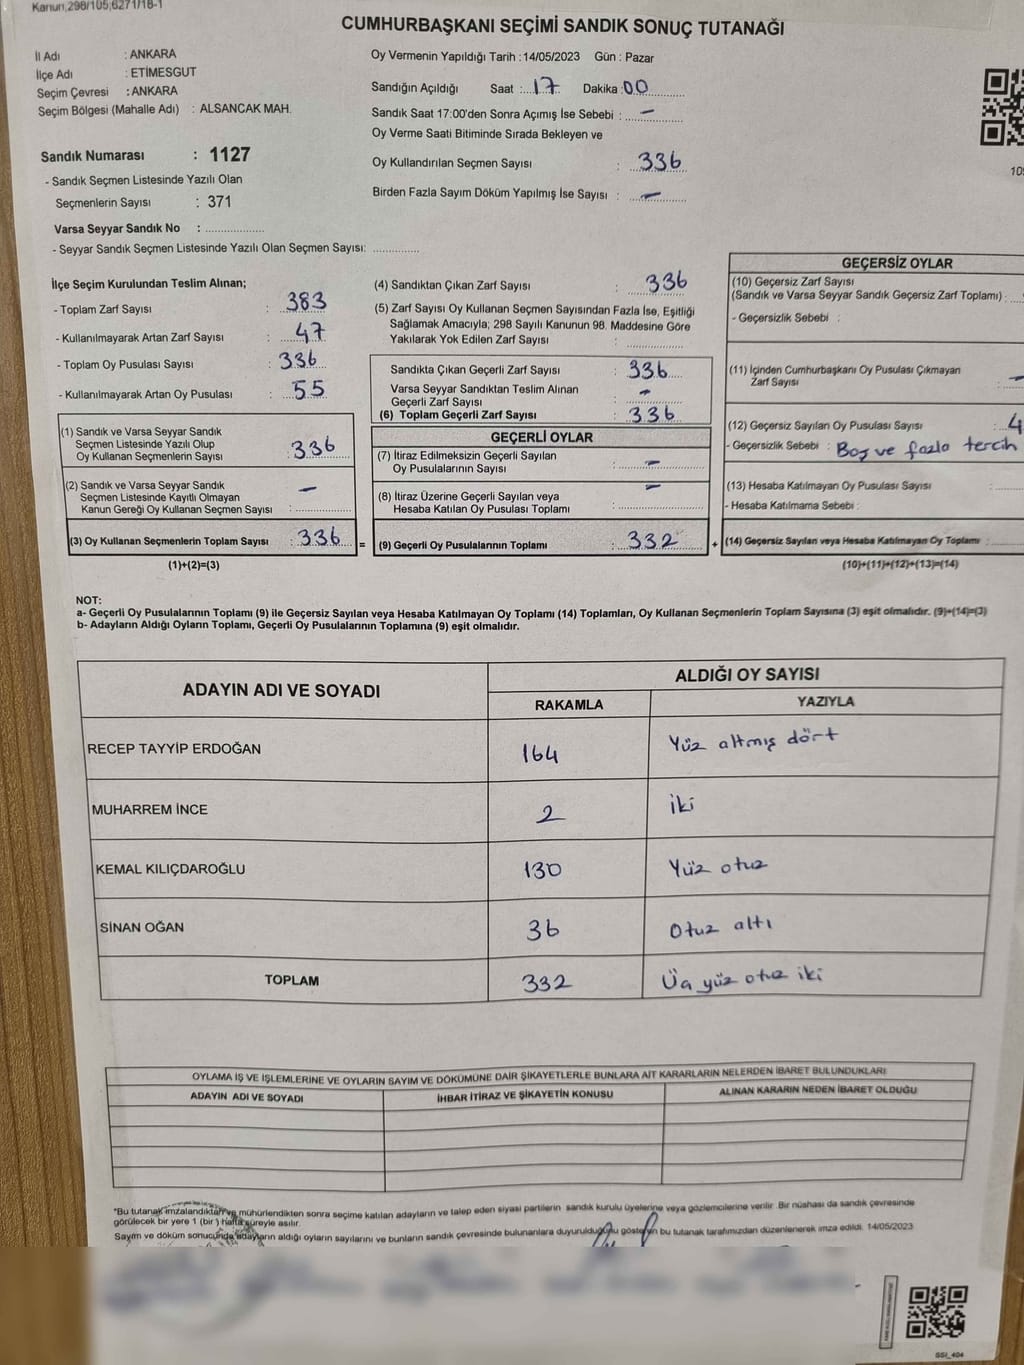 Kanun,298/105,6271/18-1
CUMHURBAŞKANI SEÇİMİ SANDIK SONUÇ TUTANAĞI
İl Adı : ANKARA
İlçe Adı : ETİMESGUT
Seçim Çevresi : ANKARA
Seçim Bölgesi (Mahalle Adı) : ALSANCAK MAH.
Oy Vermenin Yapıldığı Tarih :14/05/2023 Gün : Pazar
Sandığın Açıldığı Saat :17 Dakika :00
Sandık Saat 17:00'den Sonra Açımış İse Sebebi : —
Oy Verme Saati Bitiminde Sırada Bekleyen ve
Oy Kullandırılan Seçmen Sayısı : 336
Birden Fazla Sayım Döküm Yapılmış İse Sayısı : —
Sandık Numarası : 1127
- Sandık Seçmen Listesinde Yazılı Olan
Seçmenlerin Sayısı : 371
Varsa Seyyar Sandık No :
- Seyyar Sandık Seçmen Listesinde Yazılı Olan Seçmen Sayısı:
İlçe Seçim Kurulundan Teslim Alınan;
- Toplam Zarf Sayısı : 383
- Kullanılmayarak Artan Zarf Sayısı : 47
- Toplam Oy Pusulası Sayısı : 336
- Kullanılmayarak Artan Oy Pusulası : 55
(1) Sandık ve Varsa Seyyar Sandık
Seçmen Listesinde Yazılı Olup
Oy Kullanan Seçmenlerin Sayısı : 336
(2) Sandık ve Varsa Seyyar Sandık
Seçmen Listesinde Kayıtlı Olmayan
Kanun Gereği Oy Kullanan Seçmen Sayısı : —
(3) Oy Kullanan Seçmenlerin Toplam Sayısı : 336 =
(1)+(2)=(3)
(4) Sandıktan Çıkan Zarf Sayısı : 336
(5) Zarf Sayısı Oy Kullanan Seçmen Sayısından Fazla İse, Eşitliği
Sağlamak Amacıyla; 298 Sayılı Kanunun 98. Maddesine Göre
Yakılarak Yok Edilen Zarf Sayısı :
Sandıkta Çıkan Geçerli Zarf Sayısı : 336
Varsa Seyyar Sandıktan Teslim Alınan
Geçerli Zarf Sayısı : —
(6) Toplam Geçerli Zarf Sayısı : 336
GEÇERLİ OYLAR
(7) İtiraz Edilmeksizin Geçerli Sayılan
Oy Pusulalarının Sayısı : —
(8) İtiraz Üzerine Geçerli Sayılan veya
Hesaba Katılan Oy Pusulası Toplamı : —
(9) Geçerli Oy Pusulalarının Toplamı : 332 +
GEÇERSİZ OYLAR
(10) Geçersiz Zarf Sayısı
(Sandık ve Varsa Seyyar Sandık Geçersiz Zarf Toplamı) :
- Geçersizlik Sebebi :
(11) İçinden Cumhurbaşkanı Oy Pusulası Çıkmayan
Zarf Sayısı : —
(12) Geçersiz Sayılan Oy Pusulası Sayısı : 4
- Geçersizlik Sebebi : Boş ve fazla tercih
(13) Hesaba Katılmayan Oy Pusulası Sayısı :
- Hesaba Katılmama Sebebi :
(14) Geçersiz Sayılan veya Hesaba Katılmayan Oy Toplamı :
(10)+(11)+(12)+(13)=(14)
NOT:
a- Geçerli Oy Pusulalarının Toplamı (9) ile Geçersiz Sayılan veya Hesaba Katılmayan Oy Toplamı (14) Toplamları, Oy Kullanan Seçmenlerin Toplam Sayısına (3) eşit olmalıdır. (9)+(14)=(3)
b- Adayların Aldığı Oyların Toplamı, Geçerli Oy Pusulalarının Toplamına (9) eşit olmalıdır.
ADAYIN ADI VE SOYADI ALDIĞI OY SAYISI
RAKAMLA YAZIYLA
RECEP TAYYİP ERDOĞAN 164 Yüz altmış dört
MUHARREM İNCE 2 iki
KEMAL KILIÇDAROĞLU 130 Yüz otuz
SİNAN OĞAN 36 Otuz altı
TOPLAM 332 yüz otuz iki
OYLAMA İŞ VE İŞLEMLERİNE VE OYLARIN SAYIM VE DÖKÜMÜNE DAİR ŞİKAYETLERLE BUNLARA AİT KARARLARIN NELERDEN İBARET BULUNDUKLARI
ADAYIN ADI VE SOYADI İHBAR İTİRAZ VE ŞİKAYETİN KONUSU ALINAN KARARIN NEDEN İBARET OLDUĞU
*Bu tutanak imzalandıktan ve mühürlendikten sonra seçime katılan adayların ve talep eden siyasi partilerin sandık kurulu üyelerine veya gözlemcilerine verilir. Bir nüshası da sandık çevresinde
görülecek bir yere 1 (bir) hafta süreyle asılır.
Sayım ve döküm sonucunda adayların aldığı oyların sayılarını ve bunların sandık çevresinde bulunanlara duyurulduğunu gösteren bu tutanak tarafımızdan düzenlenerek imza edildi. 14/05/2023
GSI_404